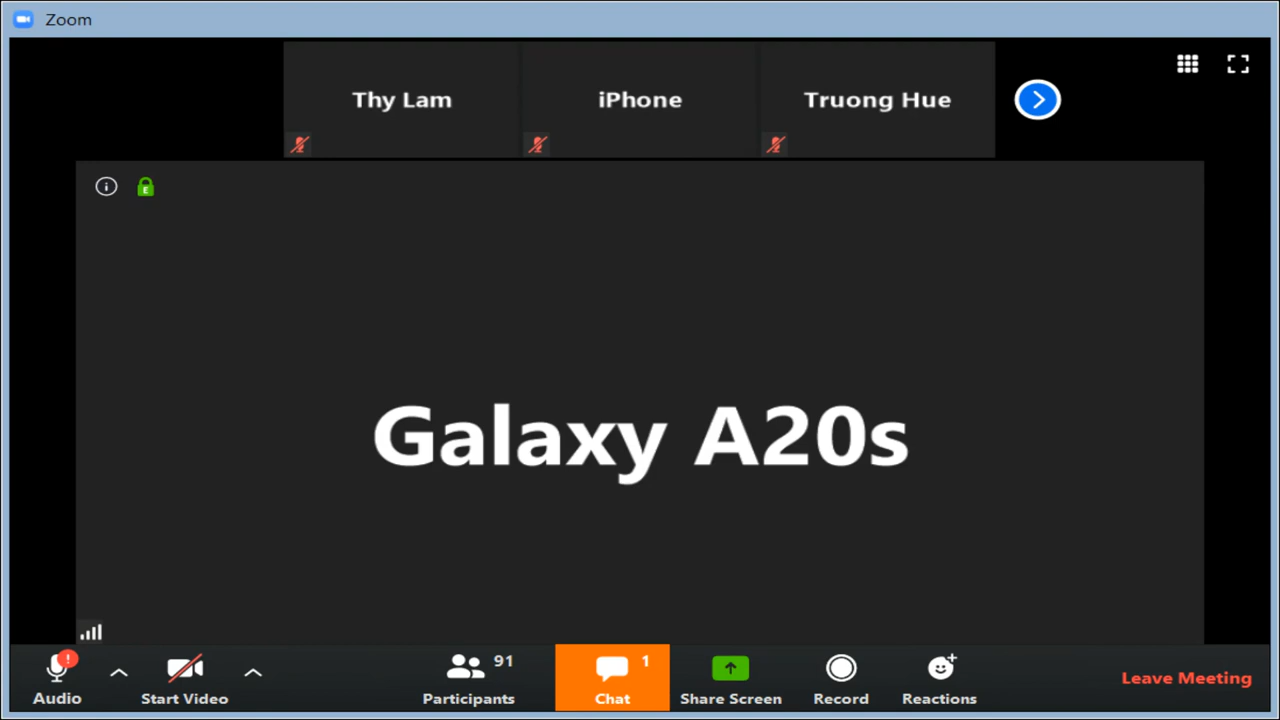 Zoom
Thy Lam
iPhone
Truong Hue
E
Galaxy A20s
Audio
Start Video
Participants 91
Chat 1
Share Screen
Record
Reactions
Leave Meeting